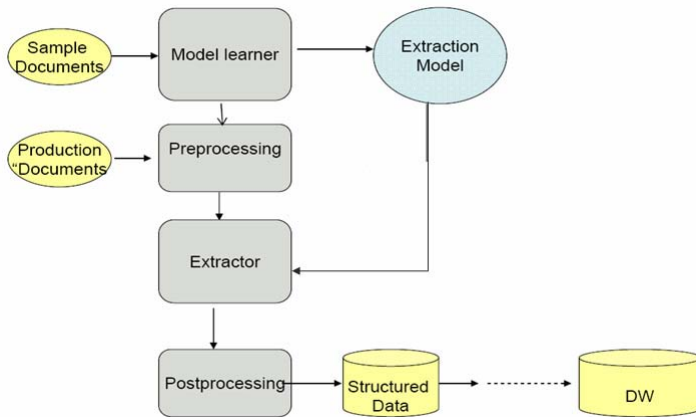 Sample
Documents
Model learner
Extraction
Model
Production
“Documents
Preprocessing
Extractor
Postprocessing
Structured
Data
DW